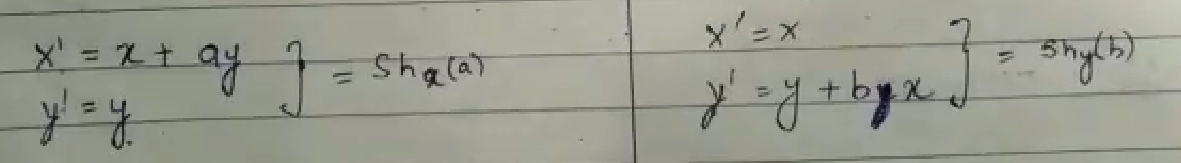 x' = x + ay } = Shx(a)
y' = y.
x' = x } = Shy(b)
y' = y + bx